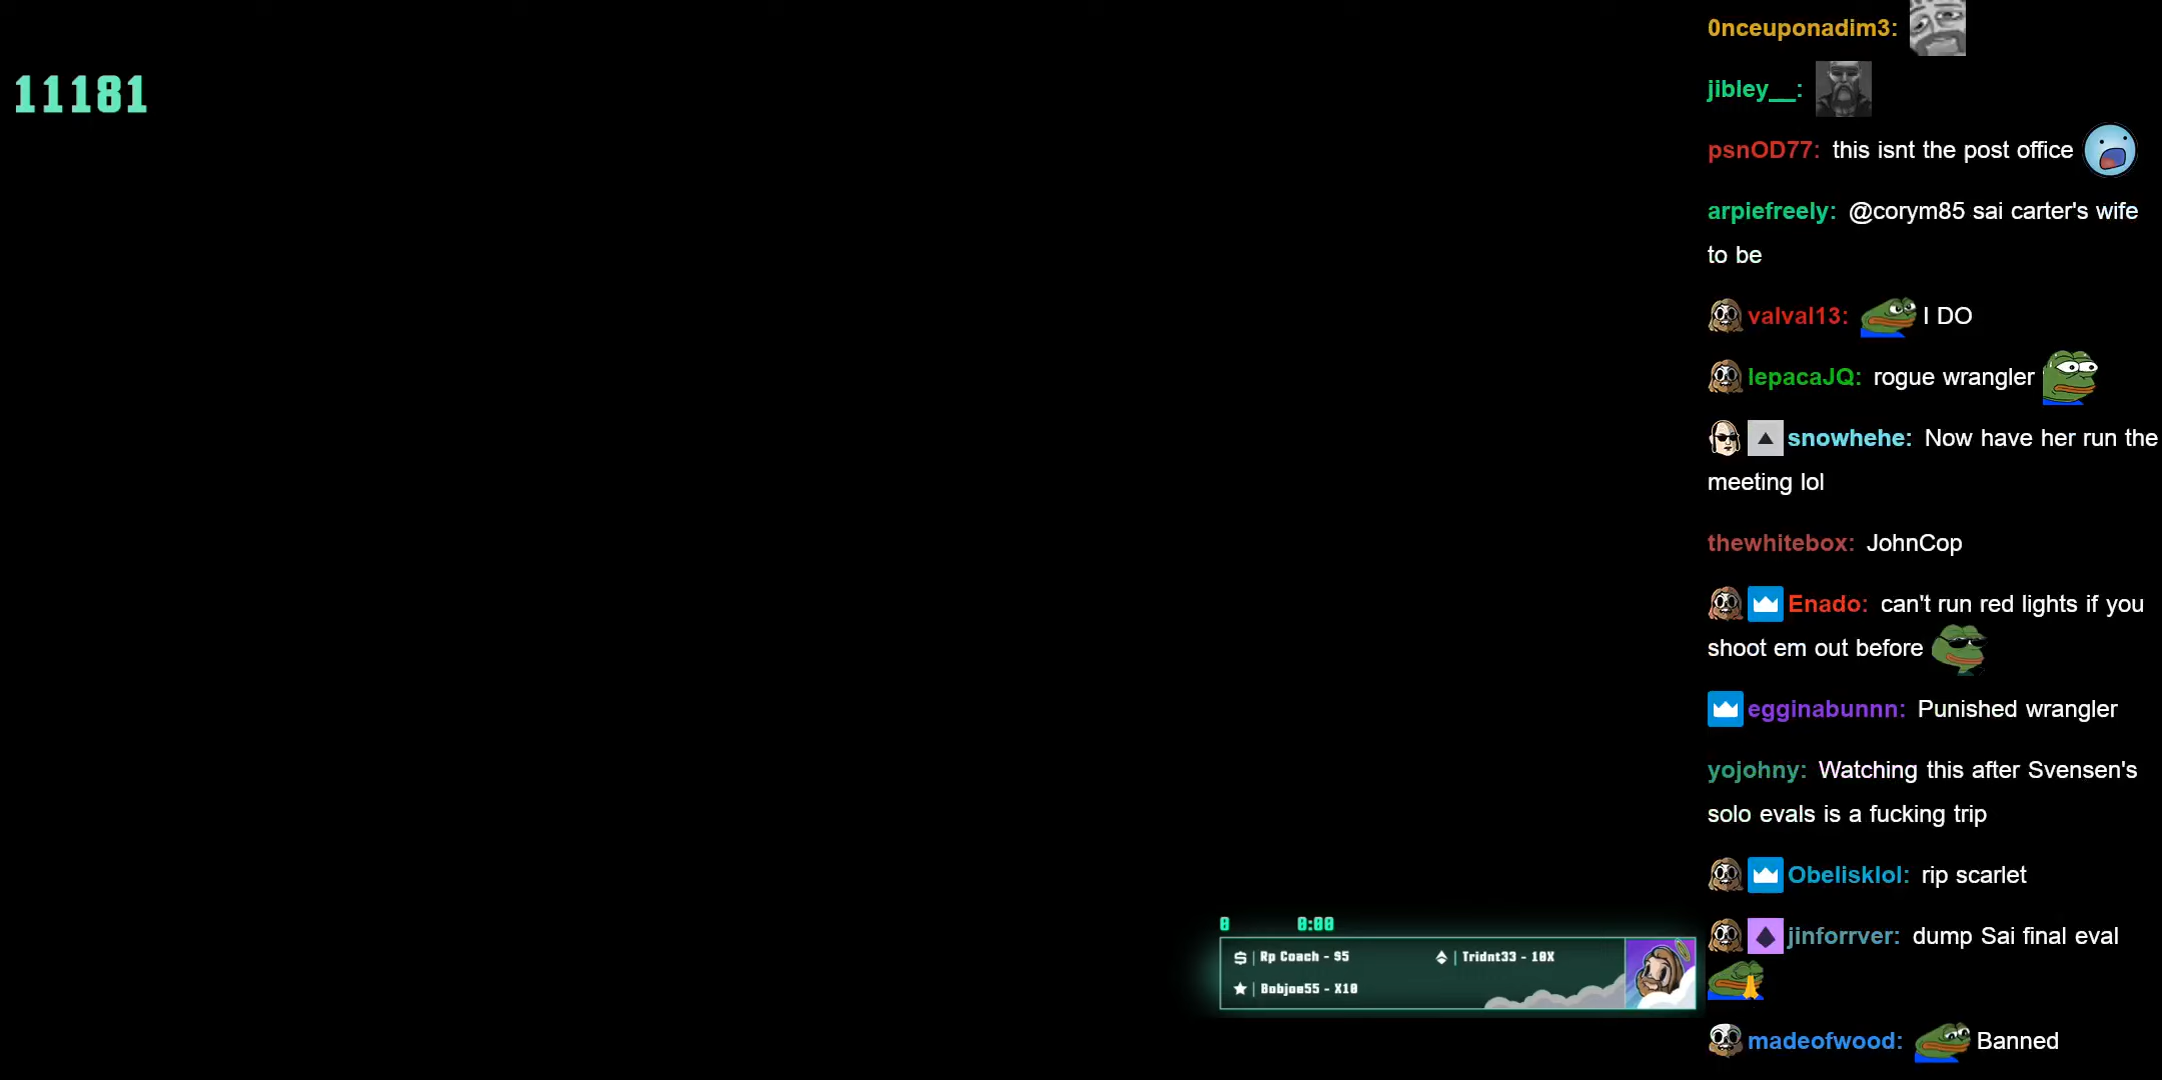 11181
0nceuponadim3:
jibley__:
psnOD77: this isnt the post office
arpiefreely: @corym85 sai carter's wife
to be
valval13: I DO
lepacaJQ: rogue wrangler
snowhehe: Now have her run the
meeting lol
thewhitebox: JohnCop
Enado: can't run red lights if you
shoot em out before
egginabunnn: Punished wrangler
yojohny: Watching this after Svensen's
solo evals is a fucking trip
Obelisklol: rip scarlet
jinforrver: dump Sai final eval
madeofwood: Banned
0 0:00
$ | Rp Coach - $5
| Tridnt33 - 10X
★ | Bobjoe55 - X10